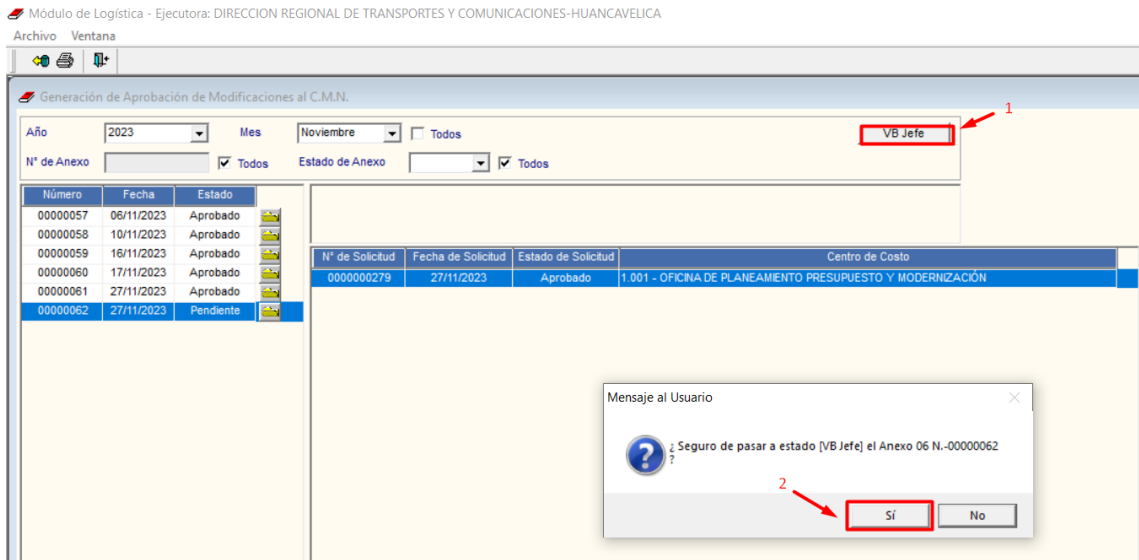 Módulo de Logística - Ejecutora: DIRECCION REGIONAL DE TRANSPORTES Y COMUNICACIONES-HUANCAVELICA
Archivo Ventana
Generación de Aprobación de Modificaciones al C.M.N.
1
Año 2023 Mes Noviembre Todos VB Jefe
N° de Anexo Todos Estado de Anexo Todos
Número Fecha Estado
00000057 06/11/2023 Aprobado
00000058 10/11/2023 Aprobado
00000059 16/11/2023 Aprobado
00000060 17/11/2023 Aprobado
00000061 27/11/2023 Aprobado
00000062 27/11/2023 Pendiente
N° de Solicitud Fecha de Solicitud Estado de Solicitud Centro de Costo
0000000279 27/11/2023 Aprobado 1.001 - OFICINA DE PLANEAMIENTO PRESUPUESTO Y MODERNIZACIÓN
Mensaje al Usuario
¿ Seguro de pasar a estado [VB Jefe] el Anexo 06 N.-00000062
?
2
Sí No